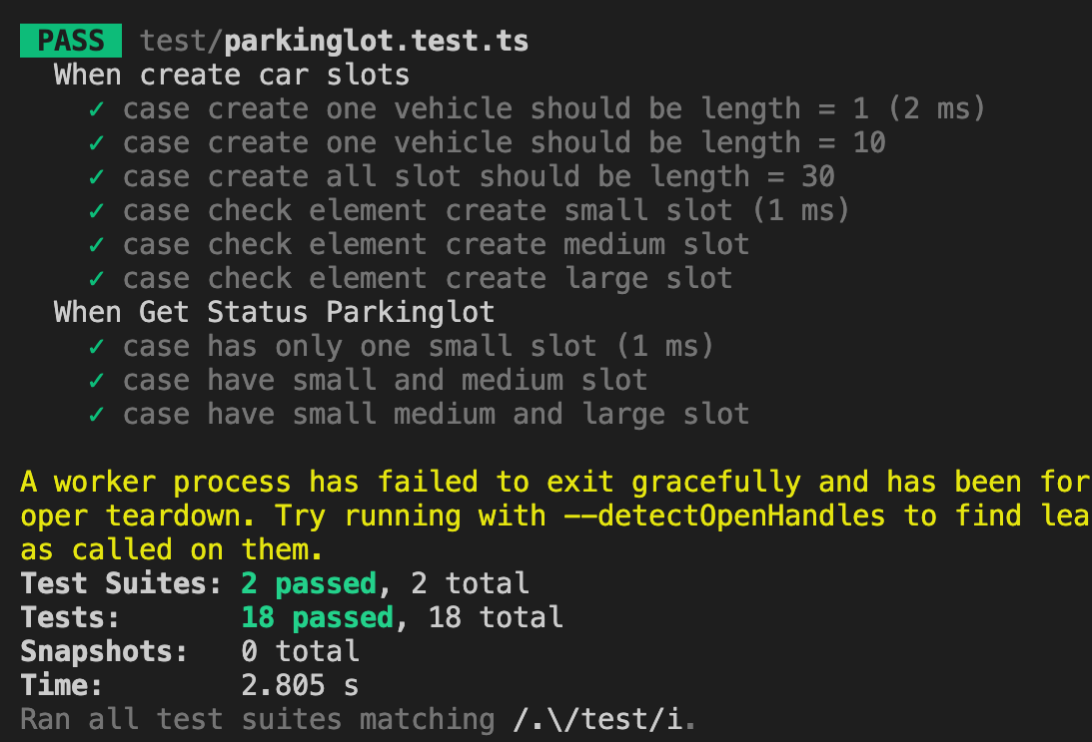 PASS test/parkinglot.test.ts
When create car slots
✓ case create one vehicle should be length = 1 (2 ms)
✓ case create one vehicle should be length = 10
✓ case create all slot should be length = 30
✓ case check element create small slot (1 ms)
✓ case check element create medium slot
✓ case check element create large slot
When Get Status Parkinglot
✓ case has only one small slot (1 ms)
✓ case have small and medium slot
✓ case have small medium and large slot
A worker process has failed to exit gracefully and has been for
oper teardown. Try running with --detectOpenHandles to find lea
as called on them.
Test Suites: 2 passed, 2 total
Tests: 18 passed, 18 total
Snapshots: 0 total
Time: 2.805 s
Ran all test suites matching /.\/test/i.